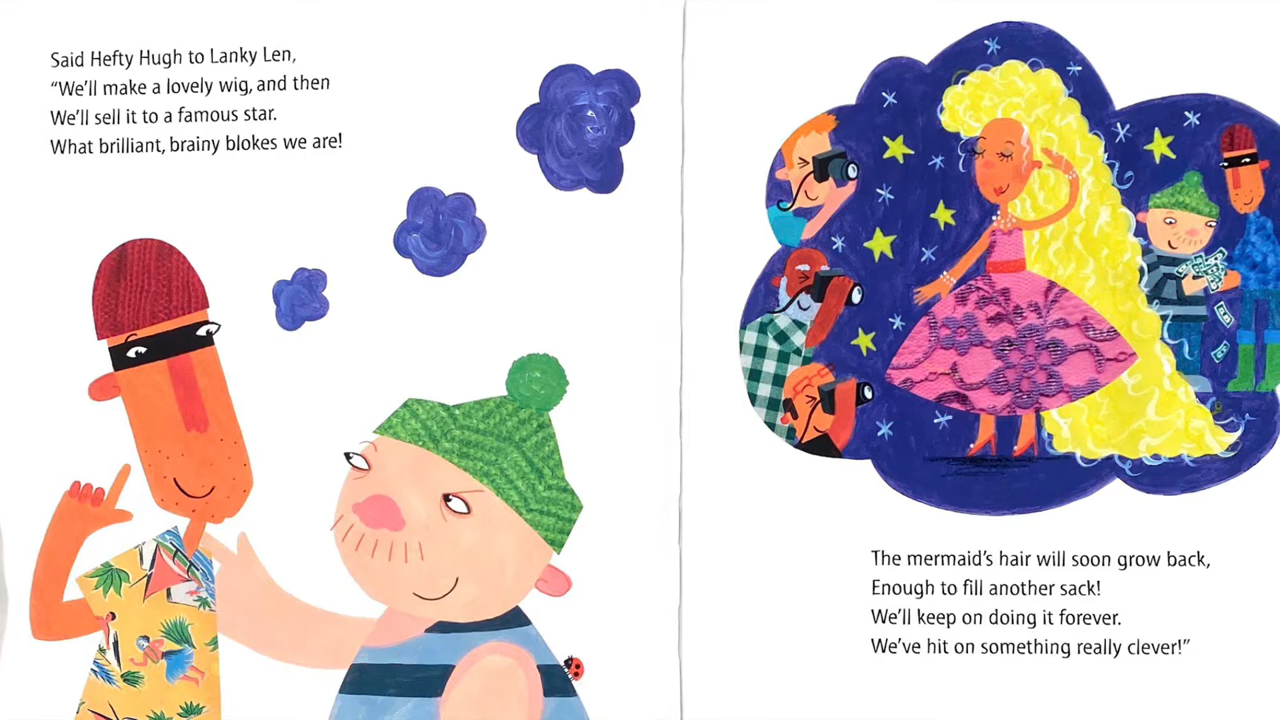 Said Hefty Hugh to Lanky Len,
“We’ll make a lovely wig, and then
We’ll sell it to a famous star.
What brilliant, brainy blokes we are!
The mermaid’s hair will soon grow back,
Enough to fill another sack!
We’ll keep on doing it forever.
We’ve hit on something really clever!”